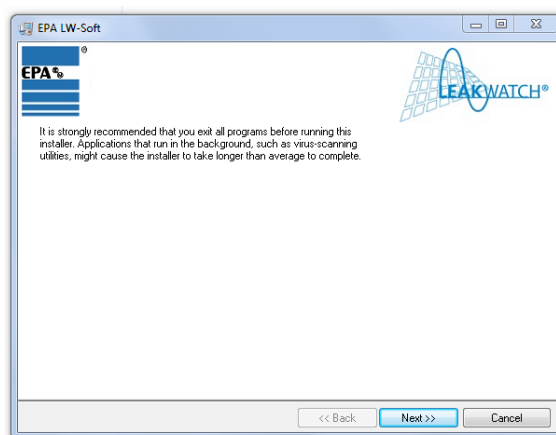 EPA LW-Soft
EPA®
LEAKWATCH®
It is strongly recommended that you exit all programs before running this
installer. Applications that run in the background, such as virus-scanning
utilities, might cause the installer to take longer than average to complete.
<< Back
Next >>
Cancel